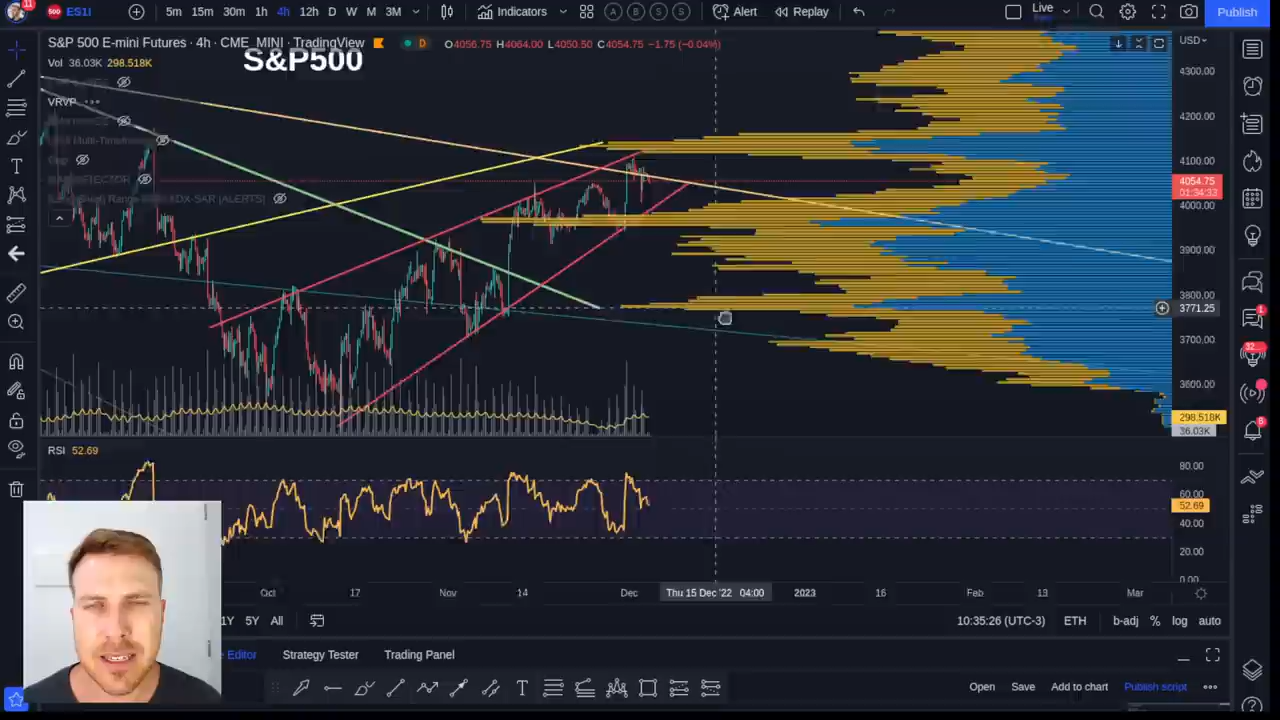 11 500 ES1! 5m 15m 30m 1h 4h 12h D W M 3M Indicators A B S S Alert Replay Live Publish
S&P 500 E-mini Futures · 4h · CME_MINI · TradingView D O4056.75 H4064.00 L4050.50 C4054.75 −1.75 (−0.04%) USD
S&P500
Vol 36.03K 298.518K
VRVP
4300.00
4200.00
4100.00
4054.75
01:34:33
4000.00
3900.00
3800.00
3771.25
3700.00
3600.00
298.518K
36.03K
RSI 52.69
80.00
60.00
52.69
40.00
20.00
0.00
Oct 17 Nov 14 Dec Thu 15 Dec '22 04:00 2023 16 Feb 13 Mar
1Y 5Y All 10:35:26 (UTC-3) ETH b-adj % log auto
Editor Strategy Tester Trading Panel
Open Save Add to chart Publish script